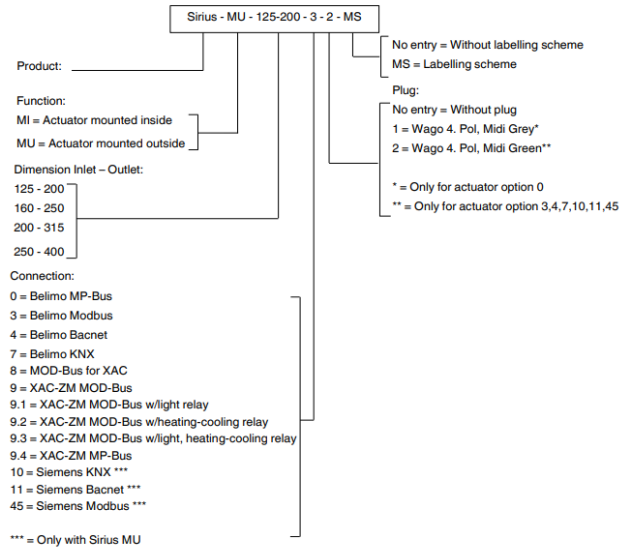 Sirius - MU - 125-200 - 3 - 2 - MS
Product:
Function:
MI = Actuator mounted inside
MU = Actuator mounted outside
Dimension Inlet – Outlet:
125 - 200
160 - 250
200 - 315
250 - 400
Connection:
0 = Belimo MP-Bus
3 = Belimo Modbus
4 = Belimo Bacnet
7 = Belimo KNX
8 = MOD-Bus for XAC
9 = XAC-ZM MOD-Bus
9.1 = XAC-ZM MOD-Bus w/light relay
9.2 = XAC-ZM MOD-Bus w/heating-cooling relay
9.3 = XAC-ZM MOD-Bus w/light, heating-cooling relay
9.4 = XAC-ZM MP-Bus
10 = Siemens KNX ***
11 = Siemens Bacnet ***
45 = Siemens Modbus ***
*** = Only with Sirius MU
No entry = Without labelling scheme
MS = Labelling scheme
Plug:
No entry = Without plug
1 = Wago 4. Pol, Midi Grey*
2 = Wago 4. Pol, Midi Green**
* = Only for actuator option 0
** = Only for actuator option 3,4,7,10,11,45